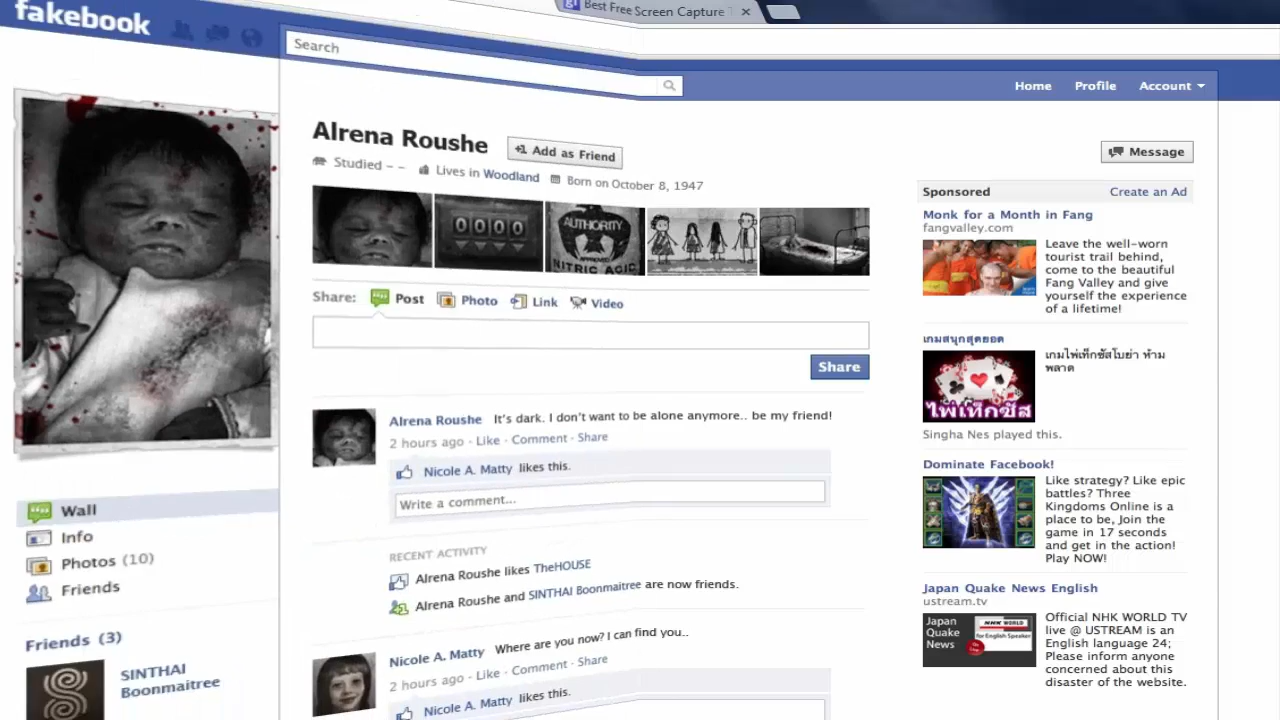 Best Free Screen Capture T
fakebook
Search
Home Profile Account
Alrena Roushe
+1 Add as Friend
Message
Studied – –
Lives in Woodland
Born on October 8, 1947
0000
AUTHORITY
NITRIC ACID
Share: Post Photo Link Video
Share
Alrena Roushe It's dark. I don't want to be alone anymore.. be my friend!
2 hours ago · Like · Comment · Share
Nicole A. Matty likes this.
Write a comment...
RECENT ACTIVITY
Alrena Roushe likes TheHOUSE
Alrena Roushe and SINTHAI Boonmaitree are now friends.
Nicole A. Matty Where are you now? I can find you..
2 hours ago · Like · Comment · Share
Nicole A. Matty likes this.
Wall
Info
Photos (10)
Friends
Friends (3)
SINTHAI
Boonmaitree
Sponsored Create an Ad
Monk for a Month in Fang
fangvalley.com
Leave the well-worn
tourist trail behind,
come to the beautiful
Fang Valley and give
yourself the experience
of a lifetime!
เกมสนุกสุดยอด
เกมไพ่เท็กซัสโบย่า ห้าม
พลาด
ไพ่เท็กซัส
Singha Nes played this.
Dominate Facebook!
Like strategy? Like epic
battles? Three
Kingdoms Online is a
place to be, Join the
game in 17 seconds
and get in the action!
Play NOW!
Japan Quake News English
ustream.tv
Japan
Quake
News
NHK WORLD
for English Speaker
Official NHK WORLD TV
live @ USTREAM is an
English language 24;
Please inform anyone
concerned about this
disaster of the website.